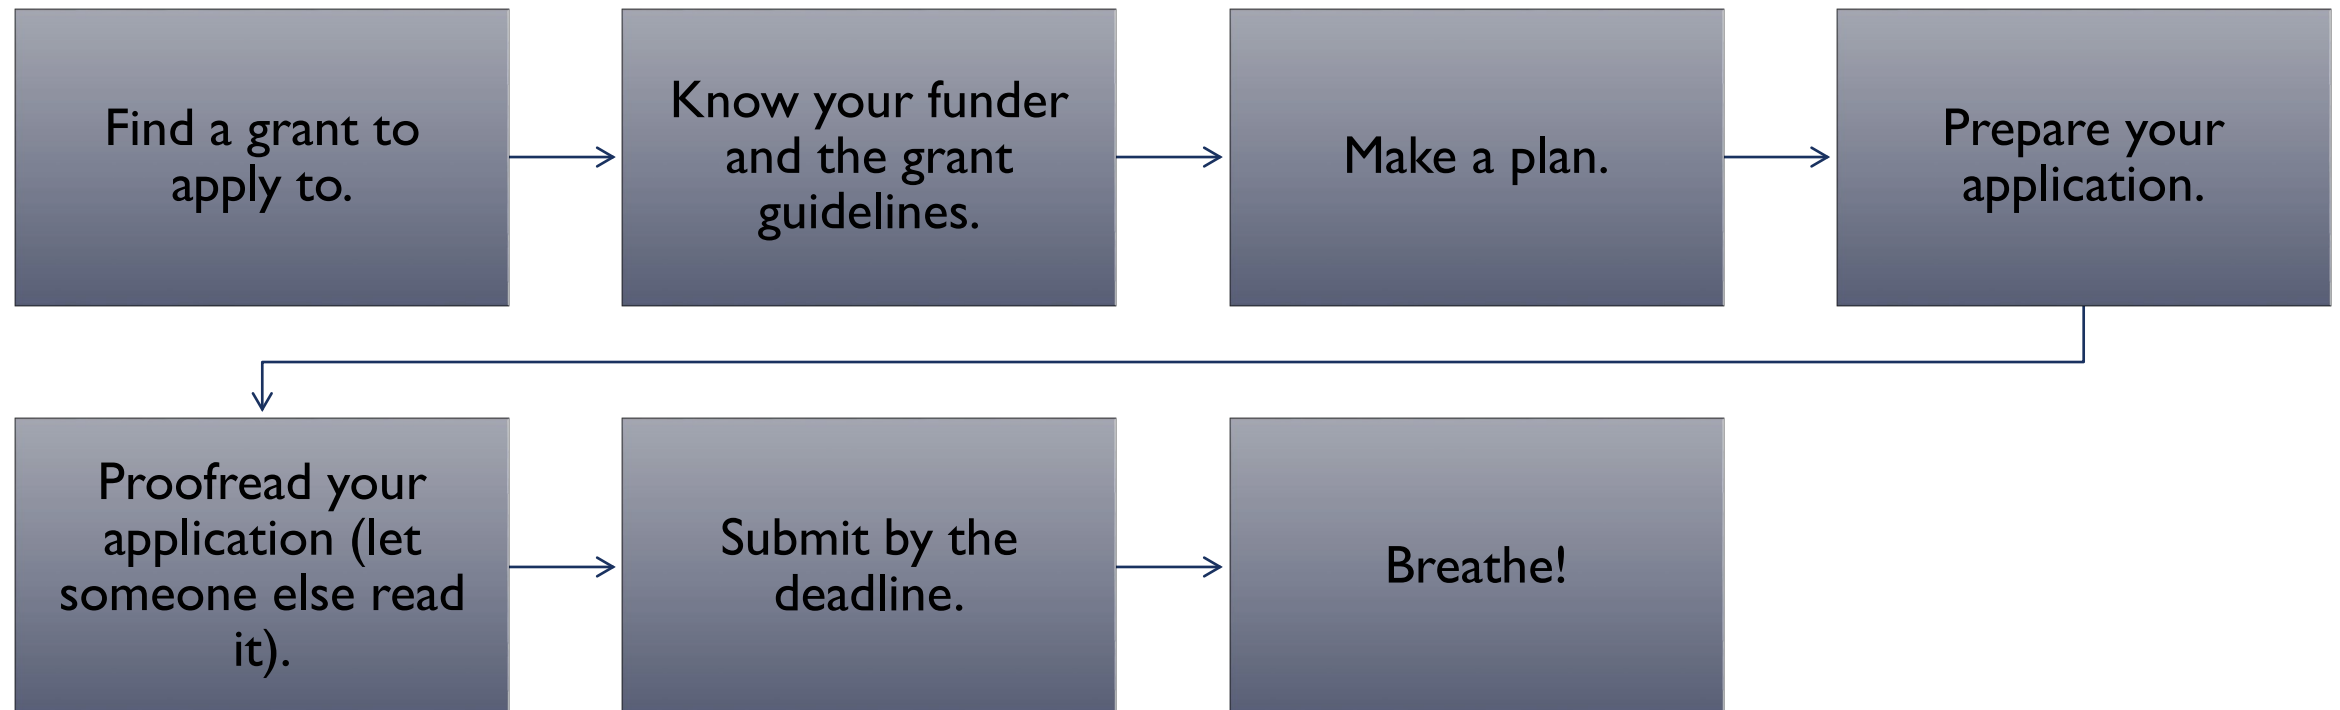 Find a grant to
apply to.
Know your funder
and the grant
guidelines.
Make a plan.
Prepare your
application.
Proofread your
application (let
someone else read
it).
Submit by the
deadline.
Breathe!